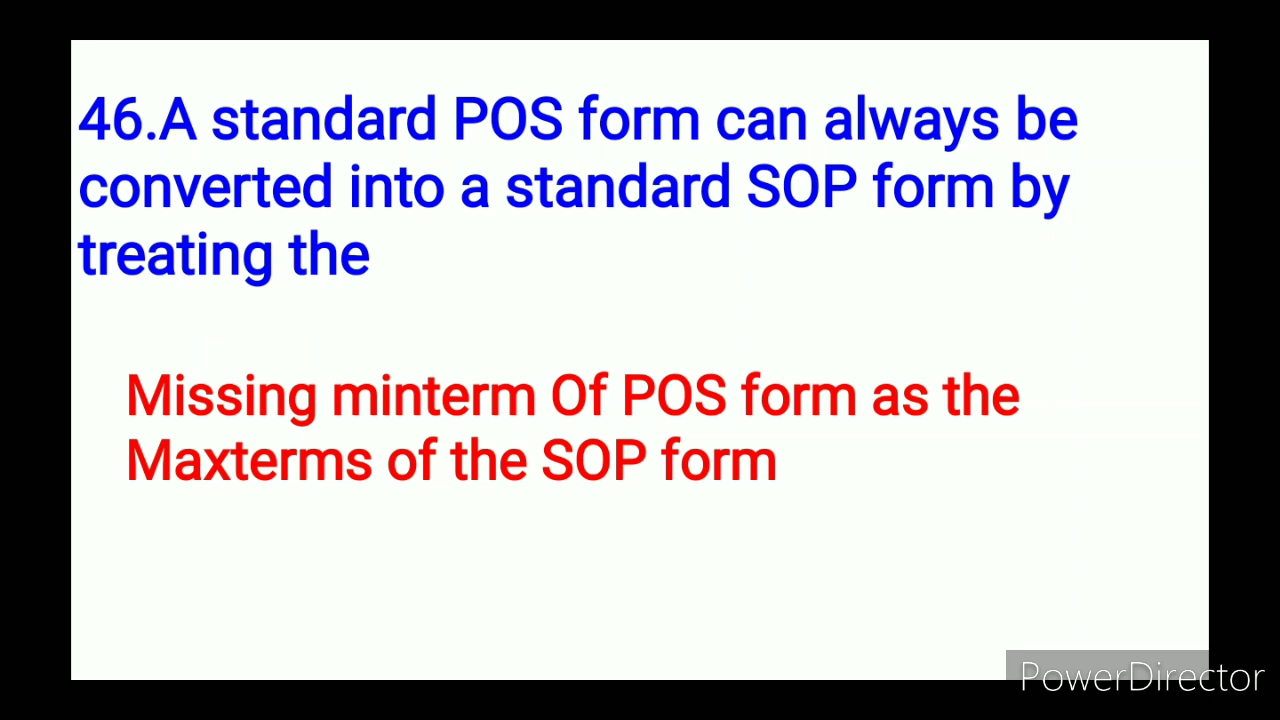 46.A standard POS form can always be
converted into a standard SOP form by
treating the
Missing minterm Of POS form as the
Maxterms of the SOP form
PowerDirector